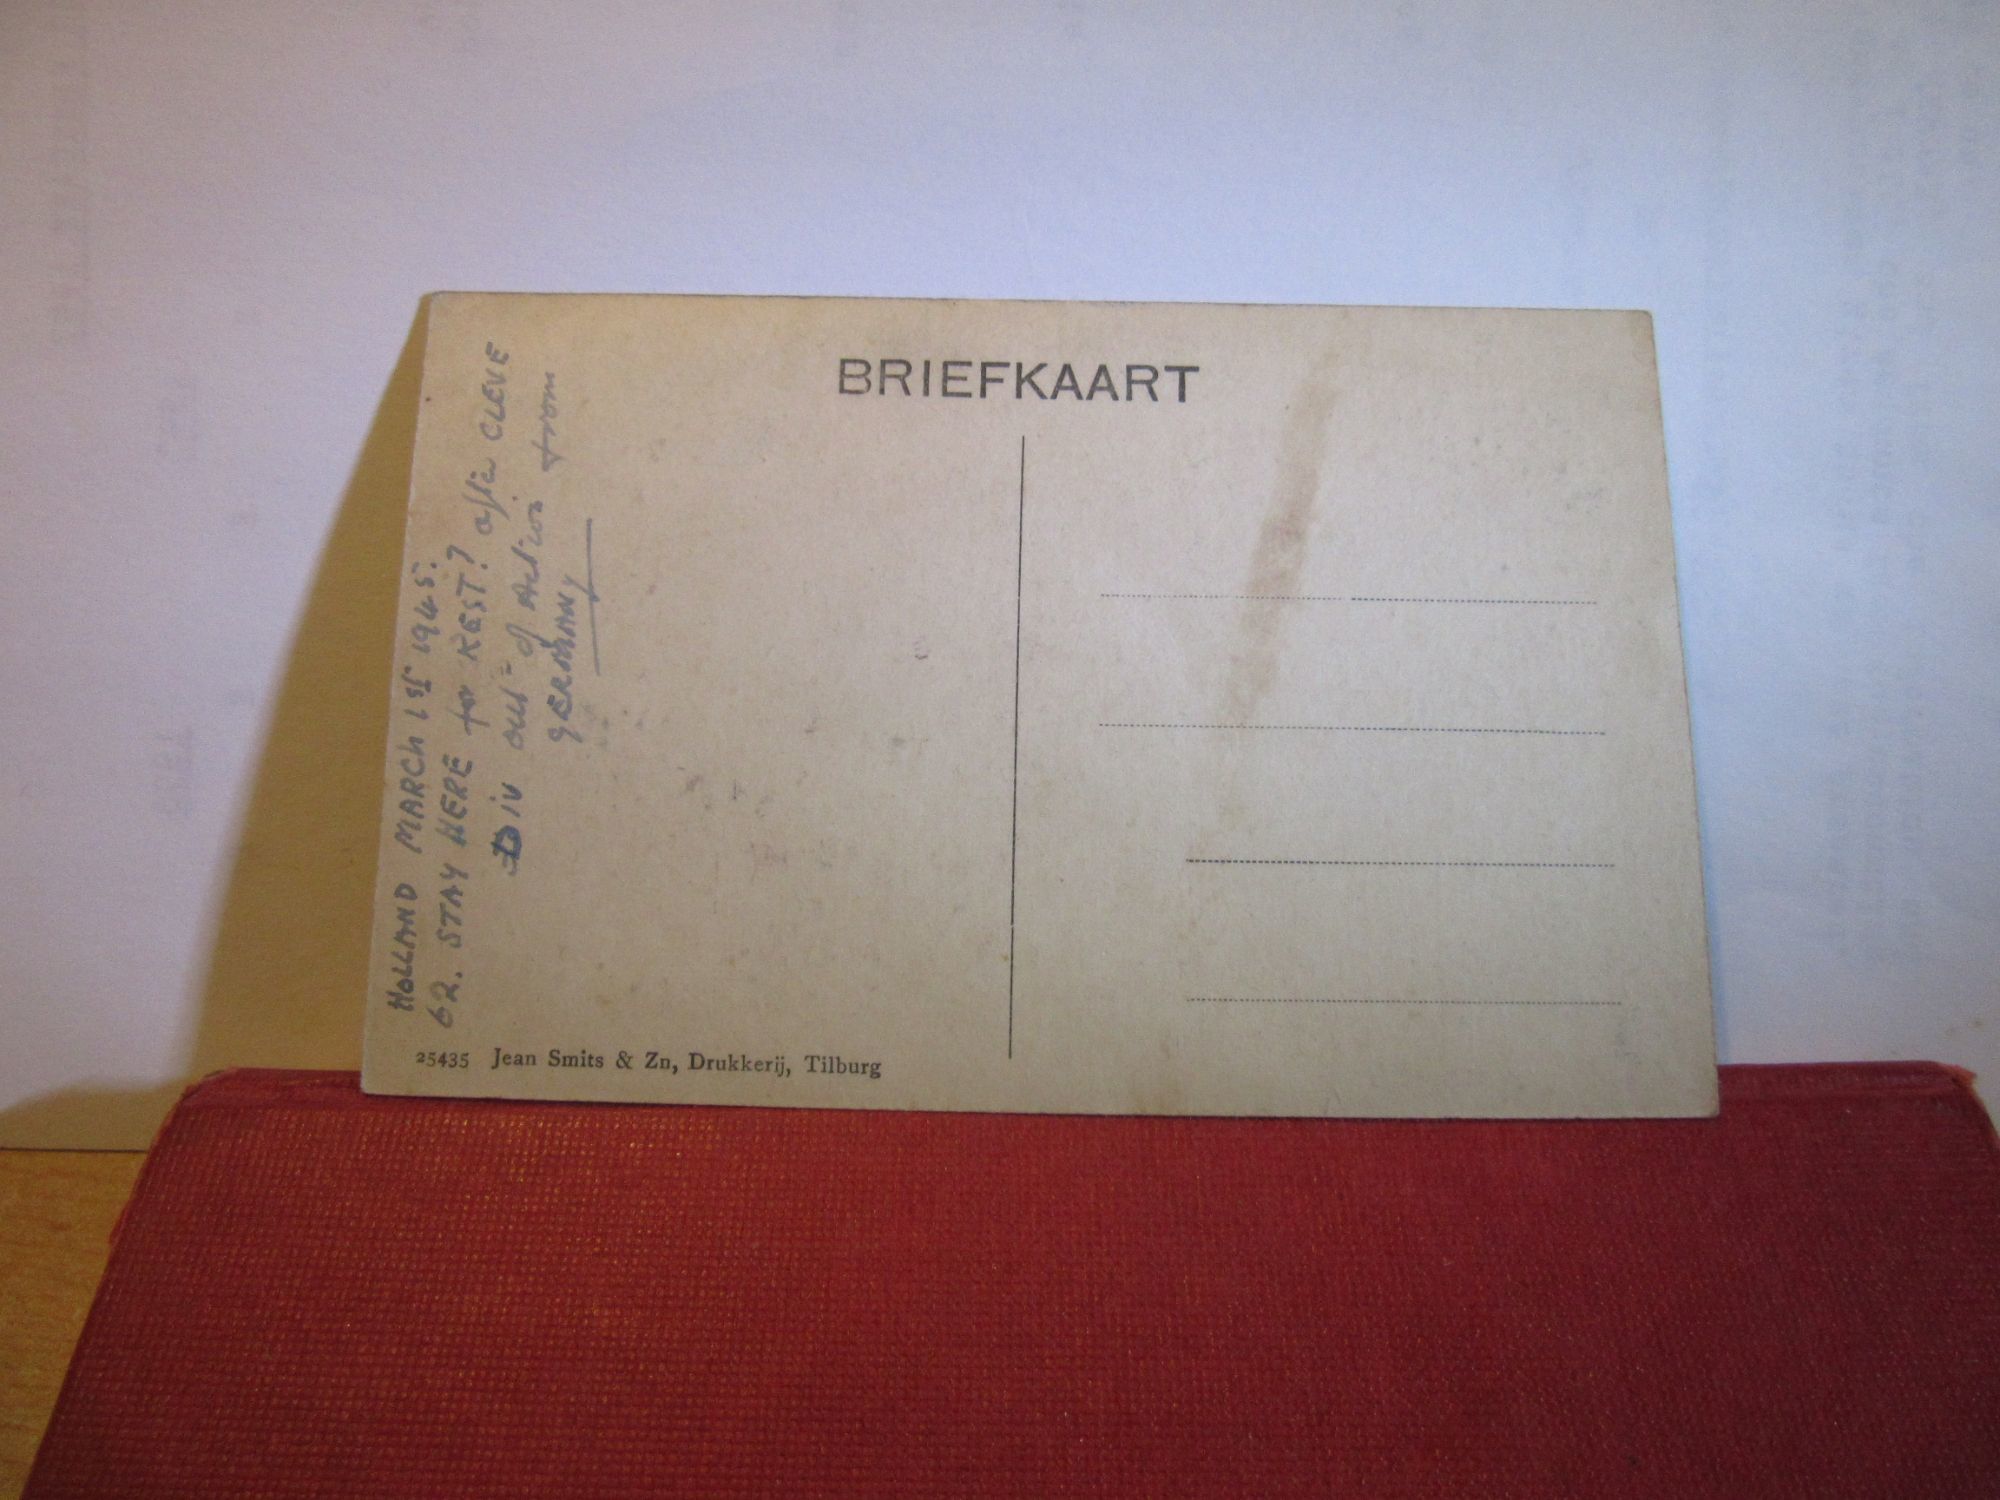 BRIEFKAART
HOLLAND MARCH 1st 1945.
62. STAY HERE for REST? after CLEVE
Div out of Action from
GERMANY
25435 Jean Smits & Zn, Drukkerij, Tilburg